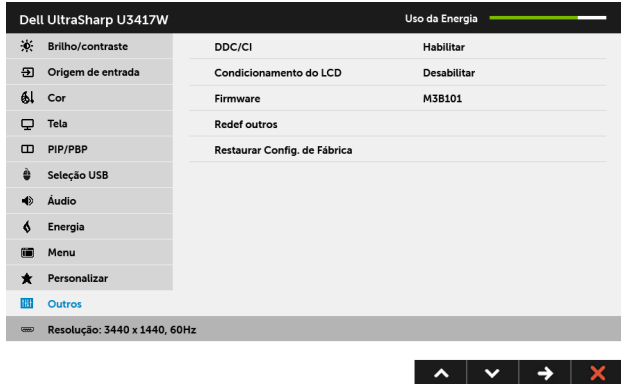 Dell UltraSharp U3417W Uso da Energia
Brilho/contraste DDC/CI Habilitar
Origem de entrada Condicionamento do LCD Desabilitar
Cor Firmware M3B101
Tela Redef outros
PIP/PBP Restaurar Config. de Fábrica
Seleção USB
Áudio
Energia
Menu
Personalizar
Outros
Resolução: 3440 x 1440, 60Hz